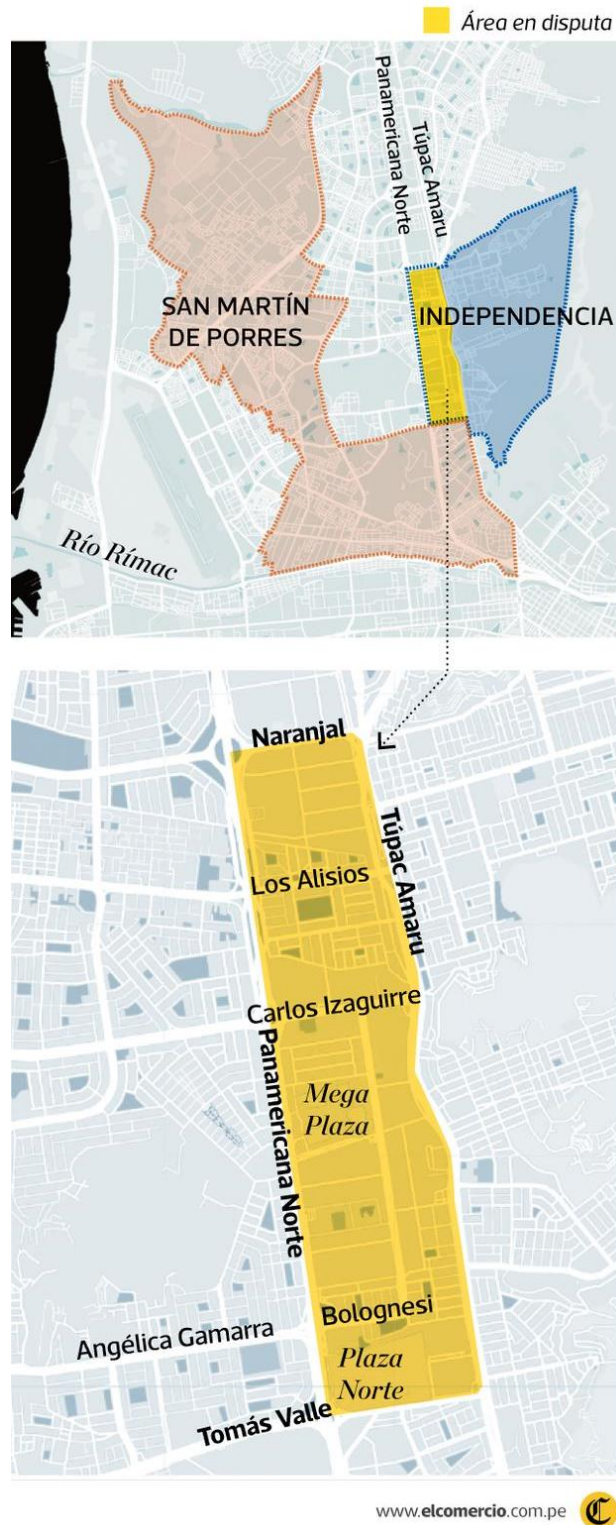 Área en disputa
Panamericana Norte
Túpac Amaru
SAN MARTÍN
DE PORRES
INDEPENDENCIA
Río Rímac
Naranjal
Túpac Amaru
Los Alisios
Carlos Izaguirre
Panamericana Norte
Mega
Plaza
Bolognesi
Angélica Gamarra
Plaza
Norte
Tomás Valle
www.elcomercio.com.pe